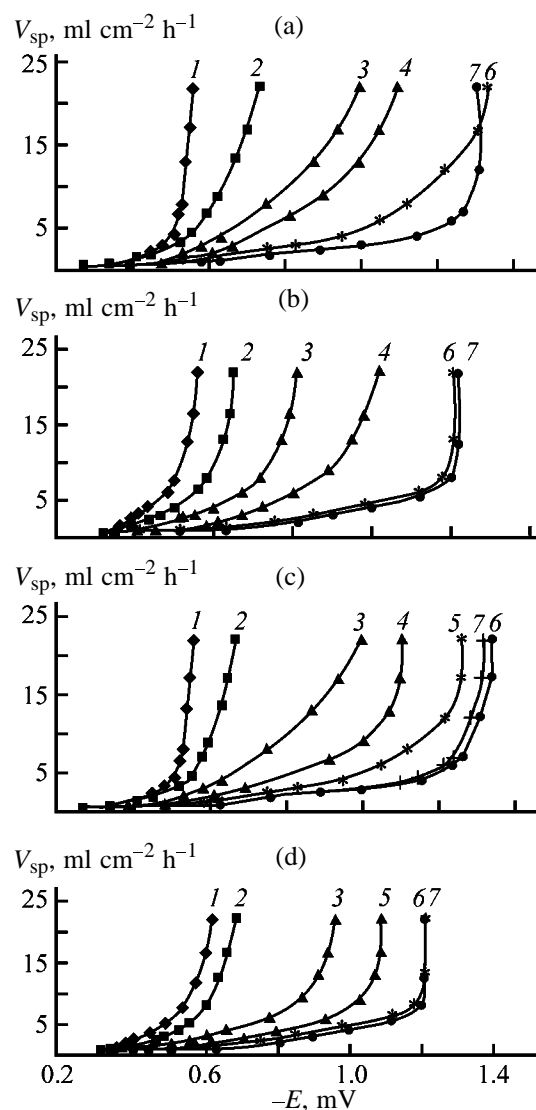 V_sp, ml cm⁻² h⁻¹ (a)
25
15
5
1 2 3 4 7 6
V_sp, ml cm⁻² h⁻¹ (b)
25
15
5
1 2 3 4 6 7
V_sp, ml cm⁻² h⁻¹ (c)
25
15
5
1 2 3 4 5 7 6
V_sp, ml cm⁻² h⁻¹ (d)
25
15
5
1 2 3 5 6 7
0.2 0.6 1.0 1.2 1.4
–E, mV